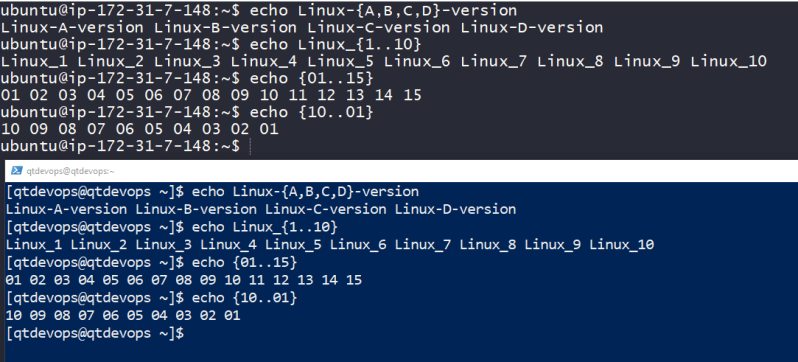 ubuntu@ip-172-31-7-148:~$ echo Linux-{A,B,C,D}-version
Linux-A-version Linux-B-version Linux-C-version Linux-D-version
ubuntu@ip-172-31-7-148:~$ echo Linux_{1..10}
Linux_1 Linux_2 Linux_3 Linux_4 Linux_5 Linux_6 Linux_7 Linux_8 Linux_9 Linux_10
ubuntu@ip-172-31-7-148:~$ echo {01..15}
01 02 03 04 05 06 07 08 09 10 11 12 13 14 15
ubuntu@ip-172-31-7-148:~$ echo {10..01}
10 09 08 07 06 05 04 03 02 01
ubuntu@ip-172-31-7-148:~$
qtdevops@qtdevops:~
[qtdevops@qtdevops ~]$ echo Linux-{A,B,C,D}-version
Linux-A-version Linux-B-version Linux-C-version Linux-D-version
[qtdevops@qtdevops ~]$ echo Linux_{1..10}
Linux_1 Linux_2 Linux_3 Linux_4 Linux_5 Linux_6 Linux_7 Linux_8 Linux_9 Linux_10
[qtdevops@qtdevops ~]$ echo {01..15}
01 02 03 04 05 06 07 08 09 10 11 12 13 14 15
[qtdevops@qtdevops ~]$ echo {10..01}
10 09 08 07 06 05 04 03 02 01
[qtdevops@qtdevops ~]$